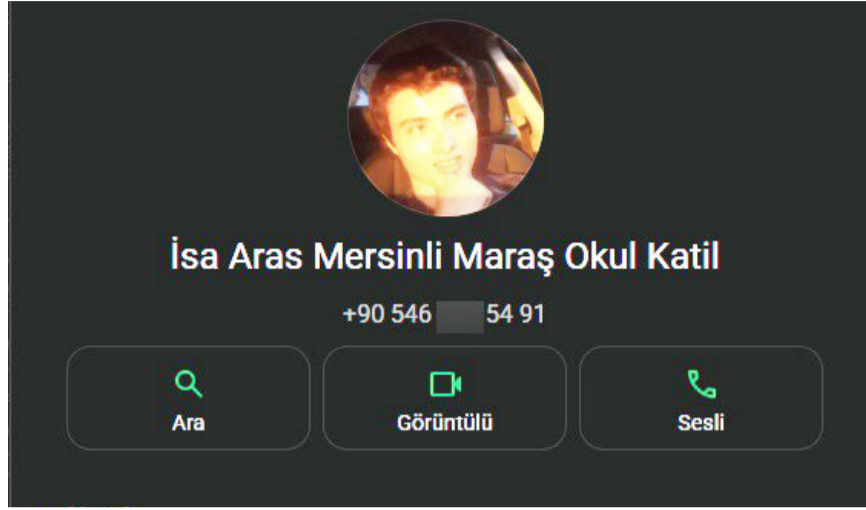 İsa Aras Mersinli Maraş Okul Katil
+90 546 54 91
Ara
Görüntülü
Sesli